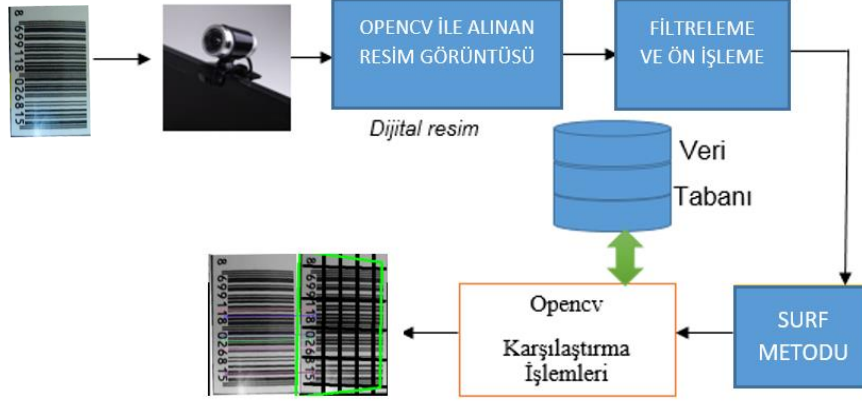 8 699118 026815
OPENCV İLE ALINAN
RESİM GÖRÜNTÜSÜ
FİLTRELEME
VE ÖN İŞLEME
Dijital resim
Veri
Tabanı
8 699118 026815
8 699118 026815
Opencv
Karşılaştırma
İşlemleri
SURF
METODU